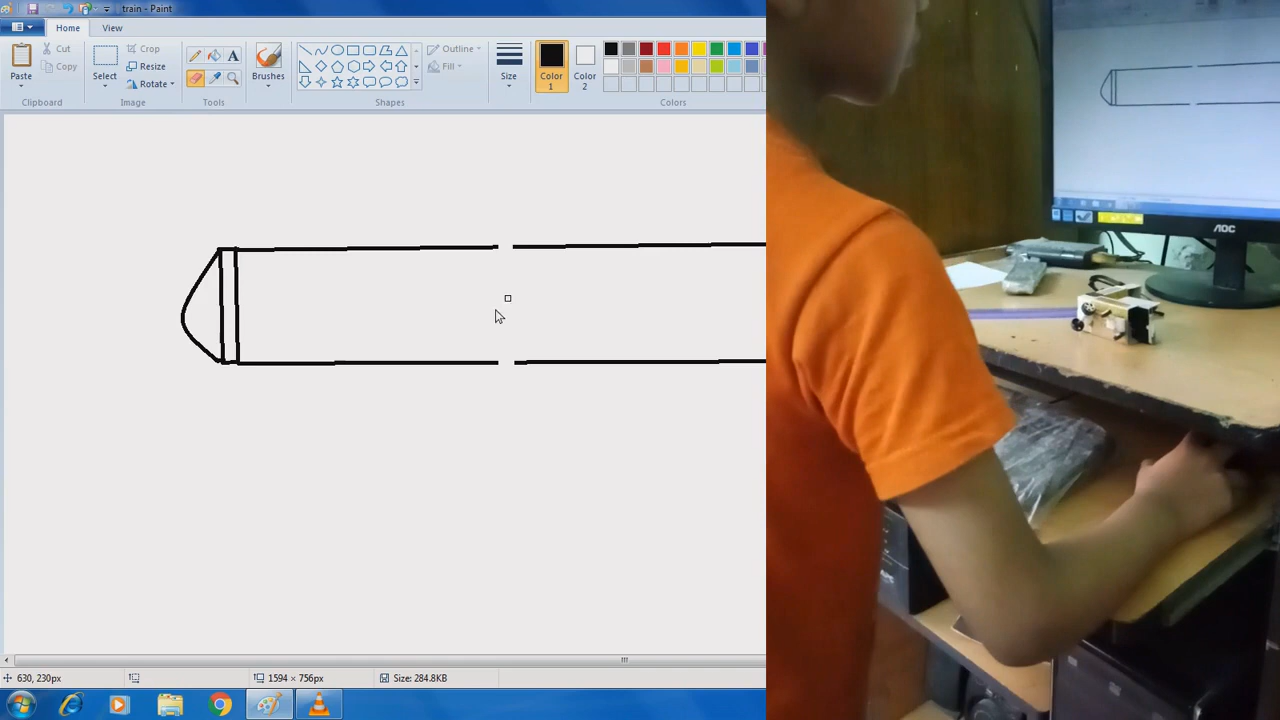 train - Paint
Home
View
Paste
Cut
Copy
Clipboard
Select
Crop
Resize
Rotate
Image
A
Tools
Brushes
Outline
Fill
Shapes
Size
Color
1
Color
2
Colors
630, 230px
1594 × 756px
Size: 284.8KB
AOC